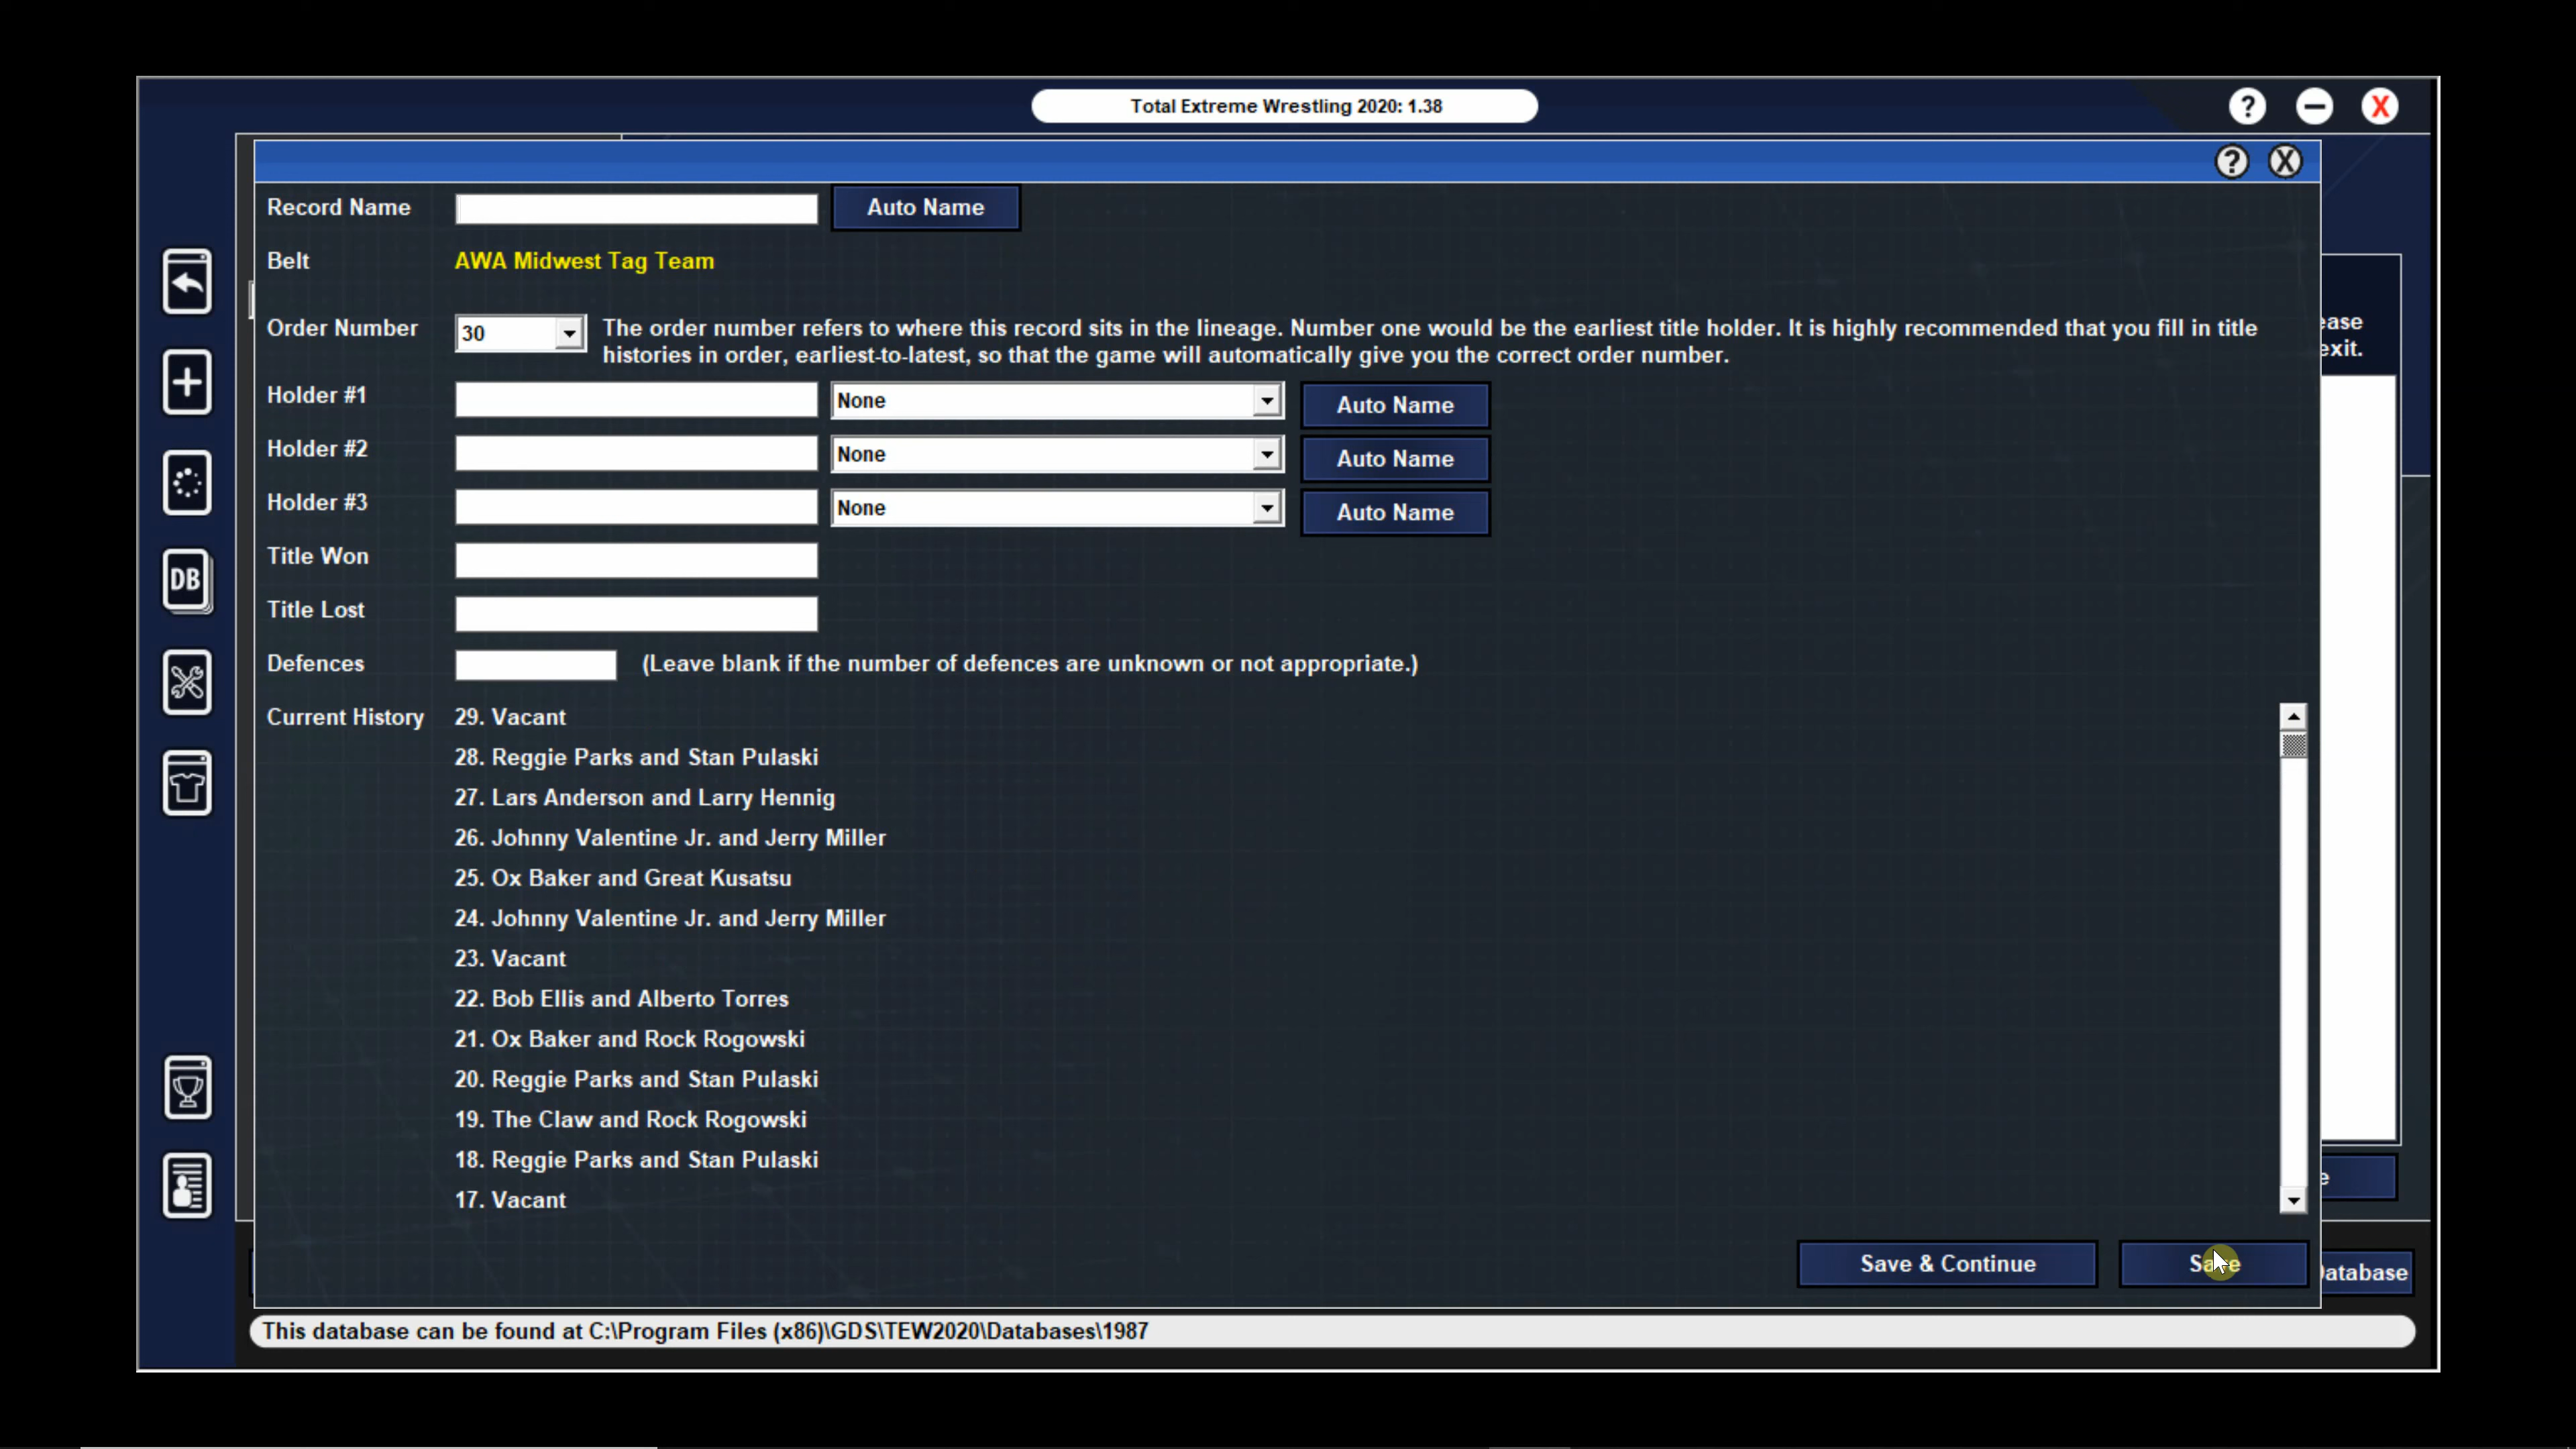 Total Extreme Wrestling 2020: 1.38
? X
? X
Record Name Auto Name
Belt AWA Midwest Tag Team
Order Number 30 The order number refers to where this record sits in the lineage. Number one would be the earliest title holder. It is highly recommended that you fill in title
histories in order, earliest-to-latest, so that the game will automatically give you the correct order number.
ease
exit.
Holder #1 None Auto Name
Holder #2 None Auto Name
Holder #3 None Auto Name
Title Won
DB
Title Lost
Defences (Leave blank if the number of defences are unknown or not appropriate.)
Current History 29. Vacant
28. Reggie Parks and Stan Pulaski
27. Lars Anderson and Larry Hennig
26. Johnny Valentine Jr. and Jerry Miller
25. Ox Baker and Great Kusatsu
24. Johnny Valentine Jr. and Jerry Miller
23. Vacant
22. Bob Ellis and Alberto Torres
21. Ox Baker and Rock Rogowski
20. Reggie Parks and Stan Pulaski
19. The Claw and Rock Rogowski
18. Reggie Parks and Stan Pulaski
17. Vacant
e
Save & Continue Save atabase
This database can be found at C:\Program Files (x86)\GDS\TEW2020\Databases\1987